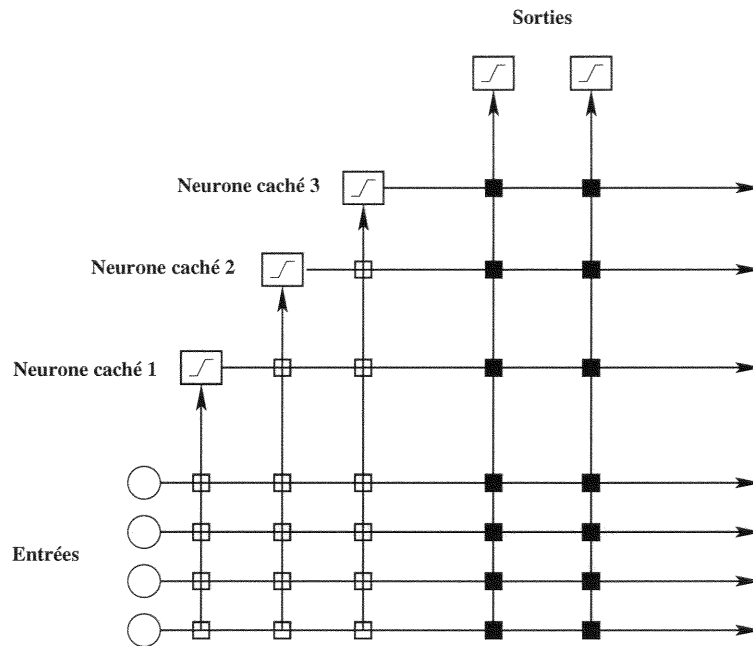 Sorties
Neurone caché 3
Neurone caché 2
Neurone caché 1
Entrées